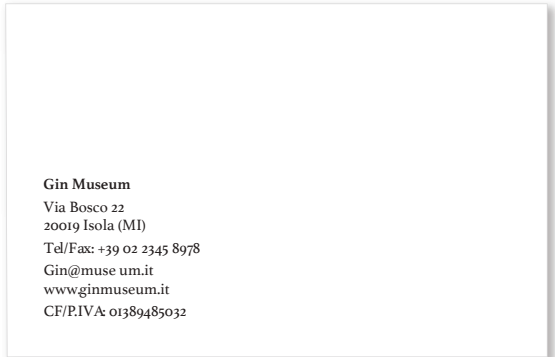 Gin Museum
Via Bosco 22
20019 Isola (MI)
Tel/Fax: +39 02 2345 8978
Gin@muse um.it
www.ginmuseum.it
CF/P.IVA: 01389485032